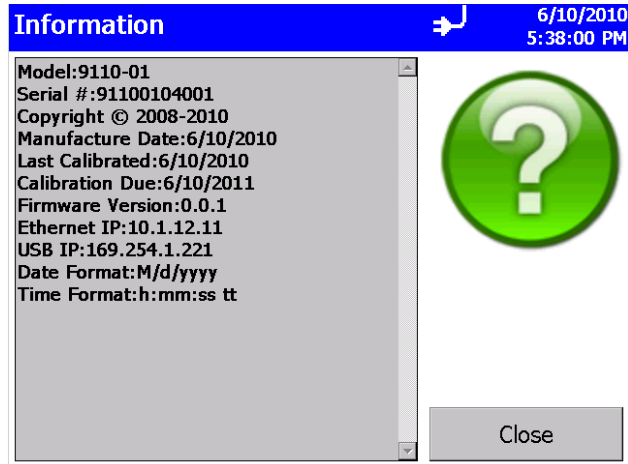 Information
6/10/2010
5:38:00 PM
Model:9110-01
Serial #:91100104001
Copyright © 2008-2010
Manufacture Date:6/10/2010
Last Calibrated:6/10/2010
Calibration Due:6/10/2011
Firmware Version:0.0.1
Ethernet IP:10.1.12.11
USB IP:169.254.1.221
Date Format:M/d/yyyy
Time Format:h:mm:ss tt
?
Close